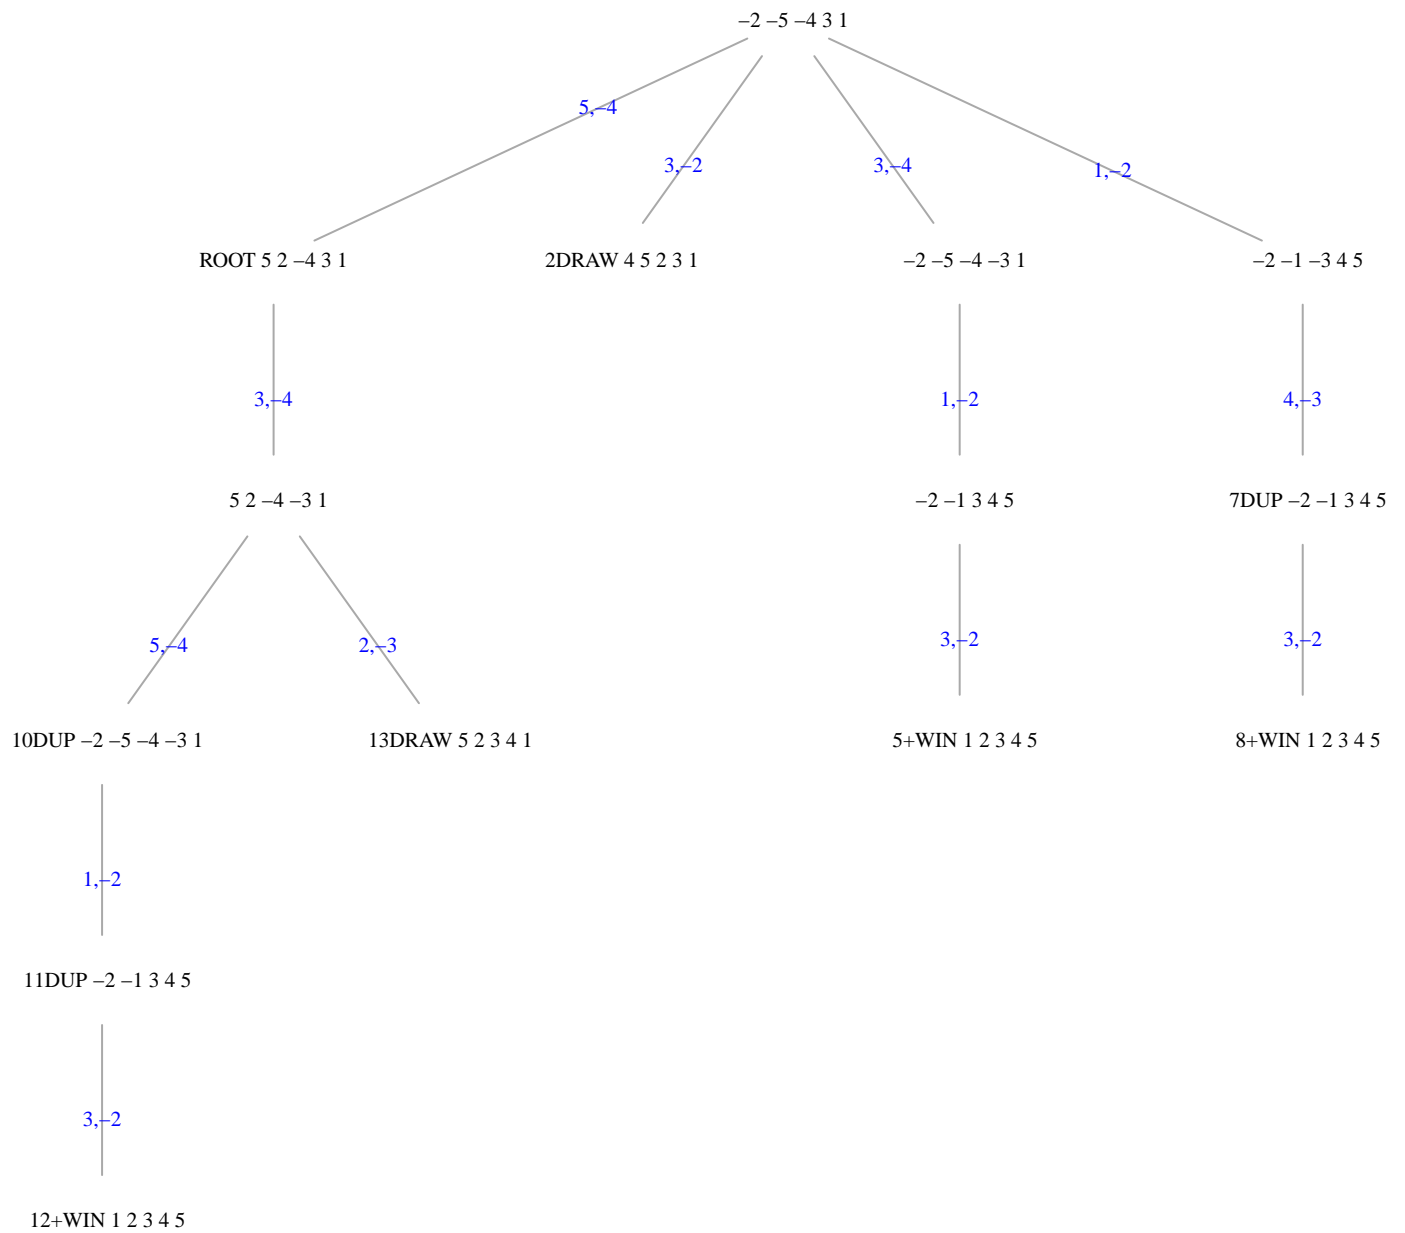 –2 –5 –4 3 1
5,–4
3,–2
3,–4
1,–2
ROOT 5 2 –4 3 1
2DRAW 4 5 2 3 1
–2 –5 –4 –3 1
–2 –1 –3 4 5
3,–4
1,–2
4,–3
5 2 –4 –3 1
–2 –1 3 4 5
7DUP –2 –1 3 4 5
5,–4
2,–3
3,–2
3,–2
10DUP –2 –5 –4 –3 1
13DRAW 5 2 3 4 1
5+WIN 1 2 3 4 5
8+WIN 1 2 3 4 5
1,–2
11DUP –2 –1 3 4 5
3,–2
12+WIN 1 2 3 4 5